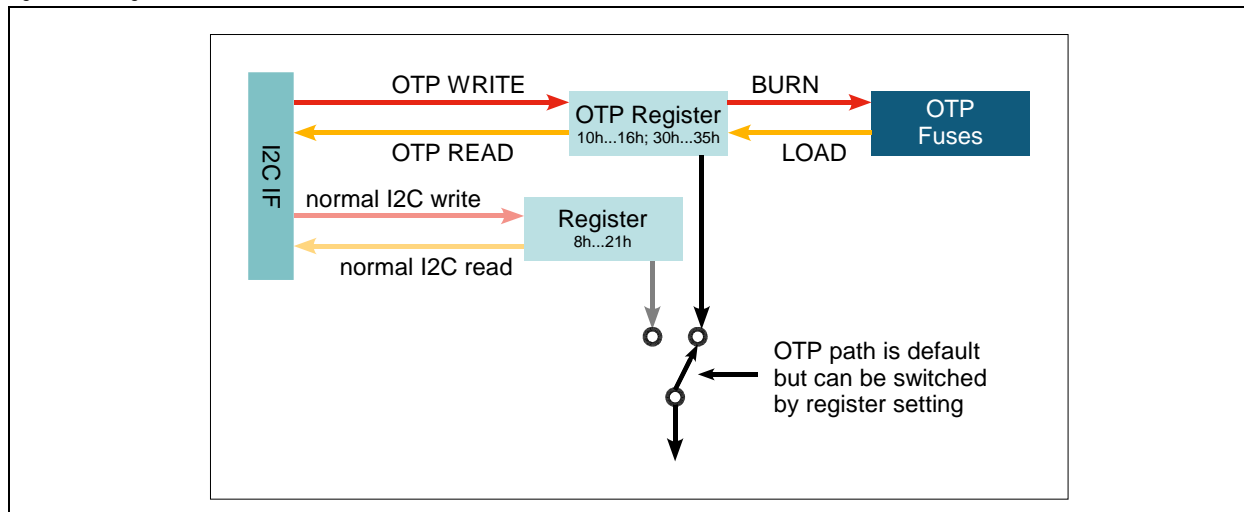 OTP WRITE
BURN
OTP Register
10h...16h; 30h...35h
OTP
Fuses
OTP READ
LOAD
I2C IF
normal I2C write
Register
8h...21h
normal I2C read
OTP path is default
but can be switched
by register setting